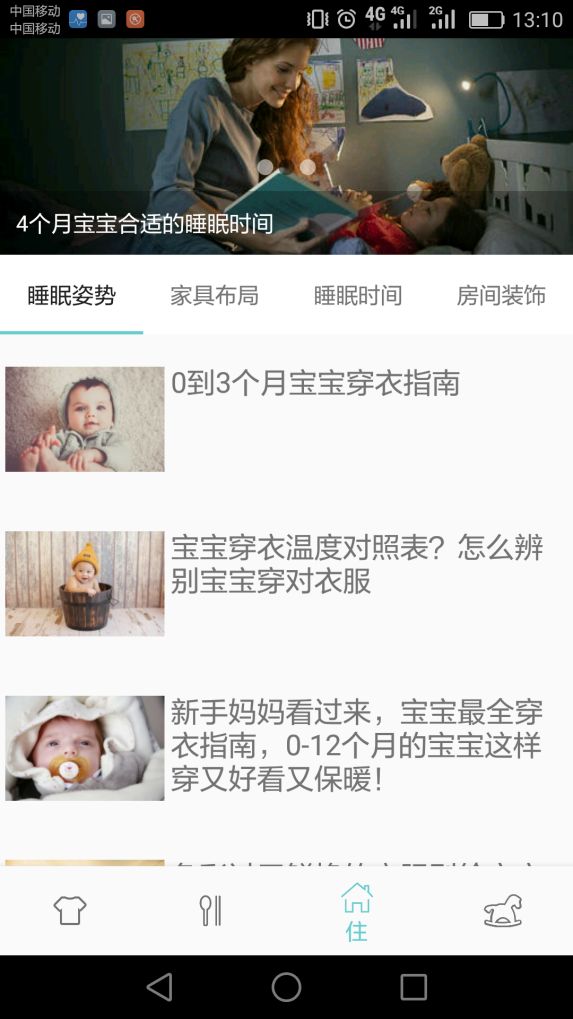 中国移动
中国移动
4G 4G 2G 13:10
4个月宝宝合适的睡眠时间
睡眠姿势 家具布局 睡眠时间 房间装饰
0到3个月宝宝穿衣指南
宝宝穿衣温度对照表？怎么辨
别宝宝穿对衣服
新手妈妈看过来，宝宝最全穿
衣指南，0-12个月的宝宝这样
穿又好看又保暖！
住